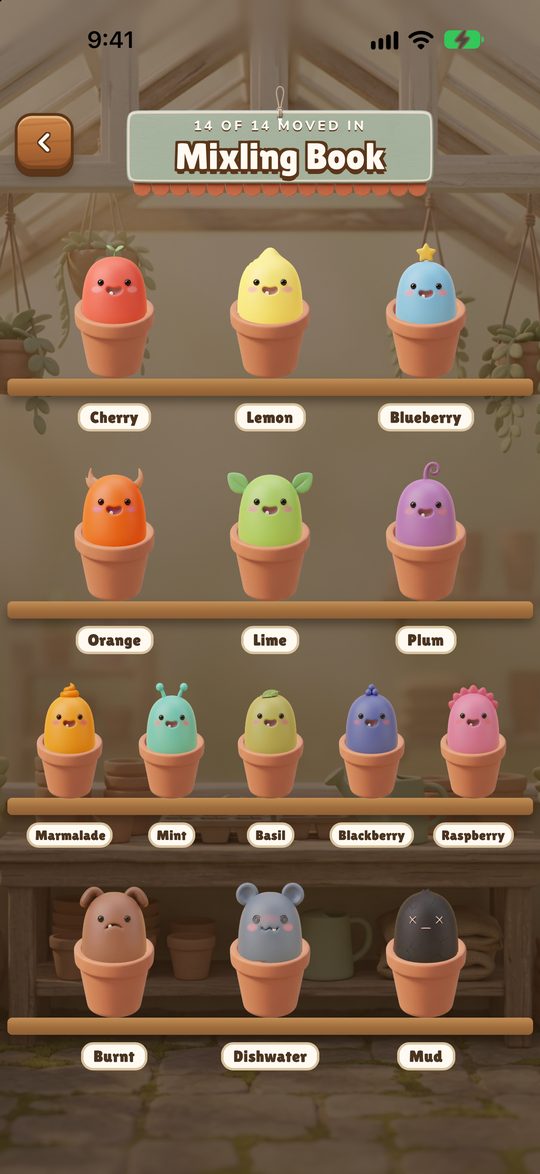 9:41
14 OF 14 MOVED IN
Mixling Book
Cherry
Lemon
Blueberry
Orange
Lime
Plum
Marmalade
Mint
Basil
Blackberry
Raspberry
Burnt
Dishwater
Mud